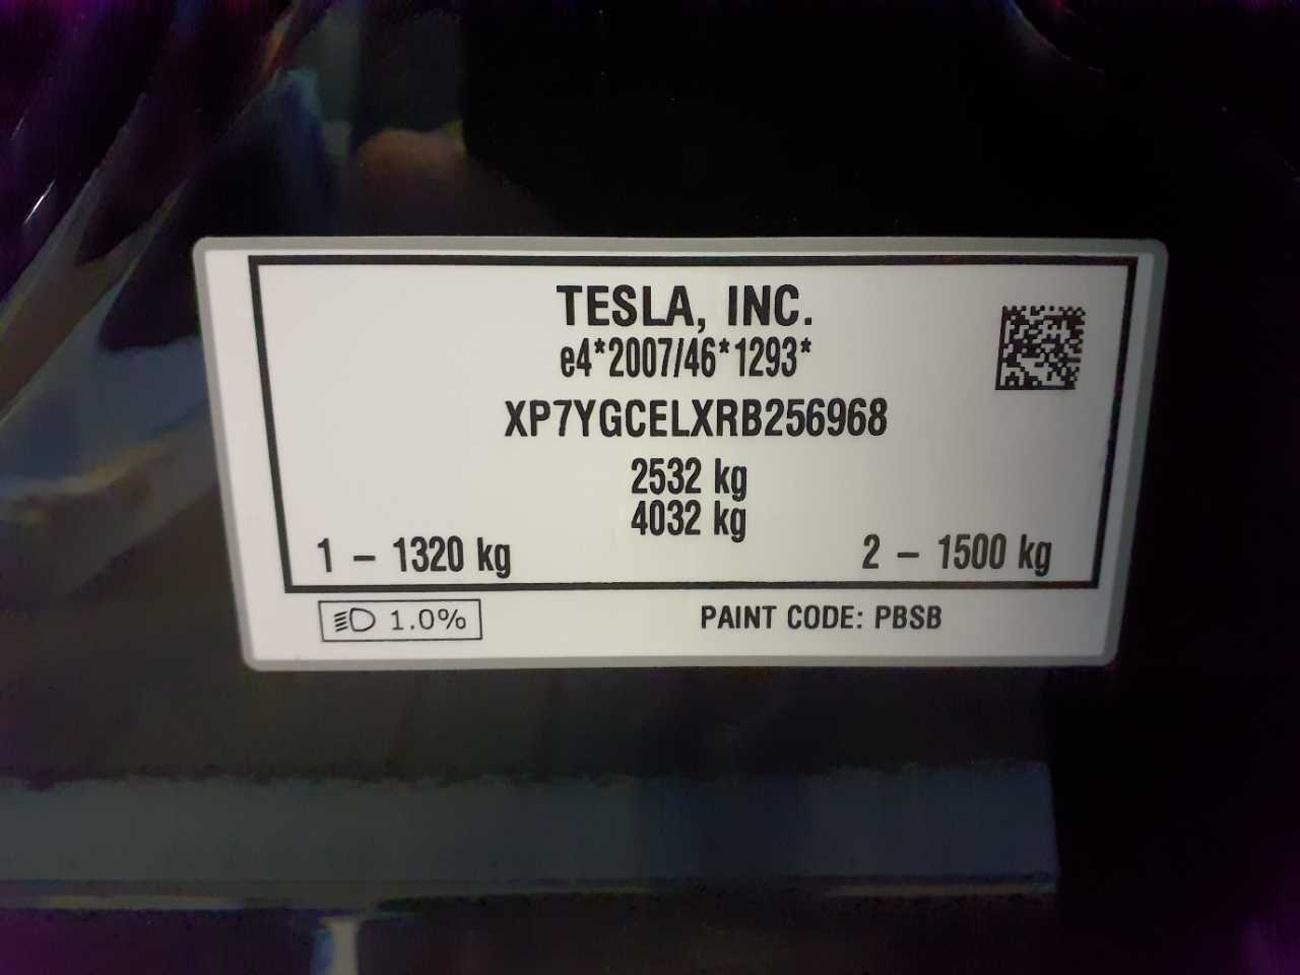 TESLA, INC.
e4*2007/46*1293*
XP7YGCELXRB256968
2532 kg
4032 kg
1 – 1320 kg
2 – 1500 kg
1.0%
PAINT CODE: PBSB